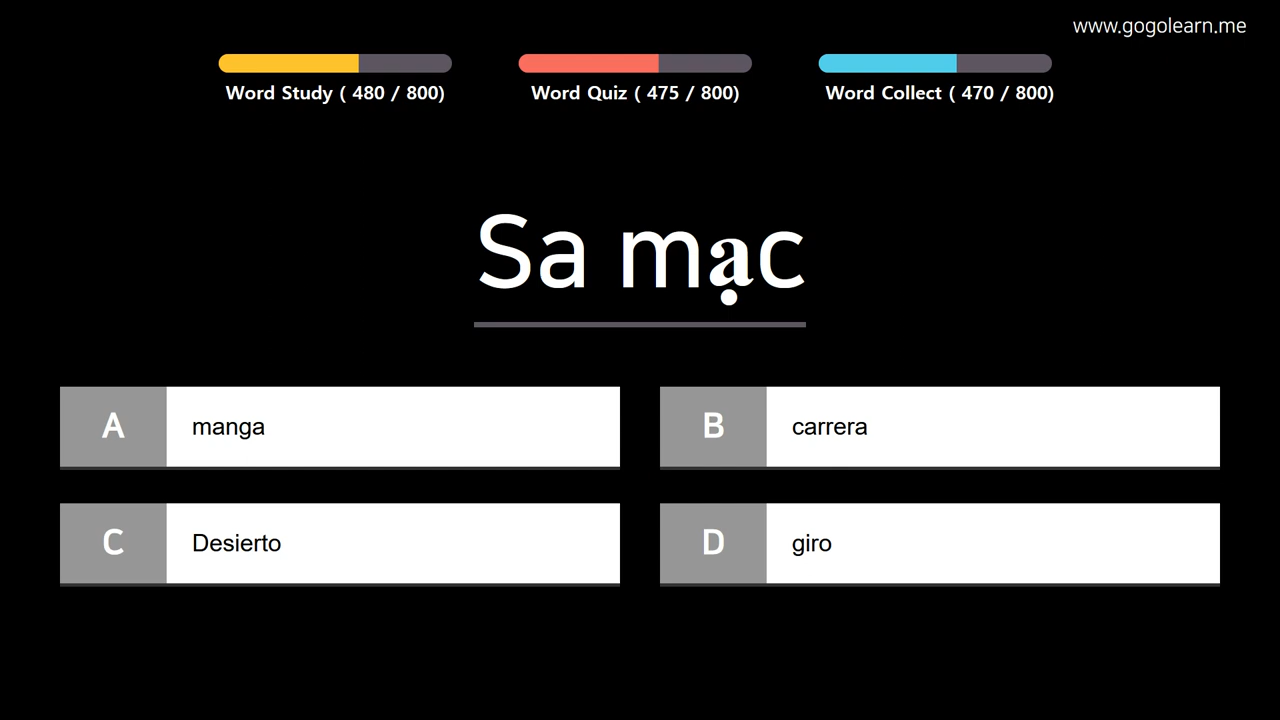 www.gogolearn.me
Word Study ( 480 / 800)
Word Quiz ( 475 / 800)
Word Collect ( 470 / 800)
Sa mạc
A manga
B carrera
C Desierto
D giro